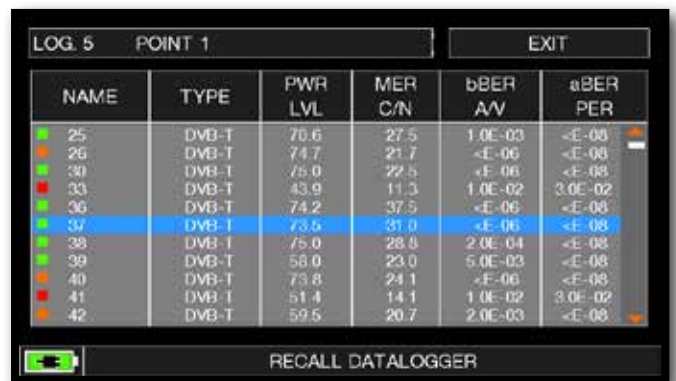 LOG. 5 POINT 1 EXIT
NAME TYPE PWR LVL MER C/N bBER A/V aBER PER
25 DVB-T 70.6 27.5 1.0E-03 <E-08
26 DVB-T 74.7 21.7 <E-06 <E-08
30 DVB-T 75.0 22.5 <E-06 <E-08
33 DVB-T 43.9 11.3 1.0E-02 3.0E-02
36 DVB-T 74.2 37.5 <E-06 <E-08
37 DVB-T 73.5 31.0 <E-06 <E-08
38 DVB-T 75.0 28.8 2.0E-04 <E-08
39 DVB-T 58.0 23.0 5.0E-03 <E-08
40 DVB-T 73.8 24.1 <E-06 <E-08
41 DVB-T 51.4 14.1 1.0E-02 3.0E-02
42 DVB-T 59.5 20.7 2.0E-03 <E-08
RECALL DATALOGGER